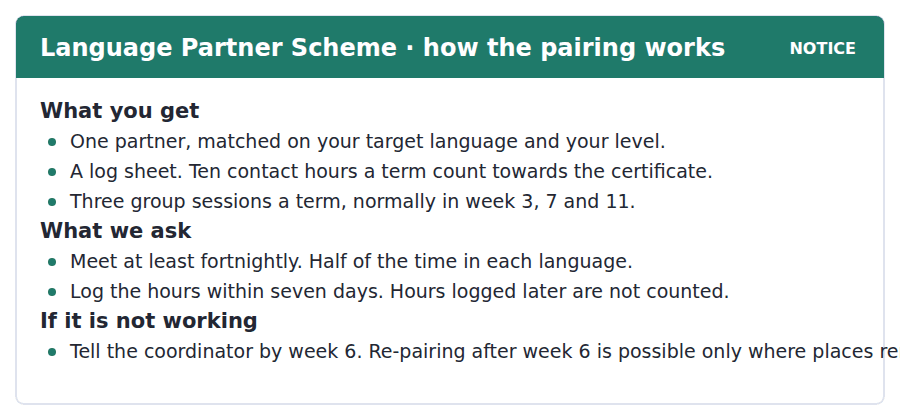 Language Partner Scheme · how the pairing works
NOTICE
What you get
One partner, matched on your target language and your level.
A log sheet. Ten contact hours a term count towards the certificate.
Three group sessions a term, normally in week 3, 7 and 11.
What we ask
Meet at least fortnightly. Half of the time in each language.
Log the hours within seven days. Hours logged later are not counted.
If it is not working
Tell the coordinator by week 6. Re-pairing after week 6 is possible only where places